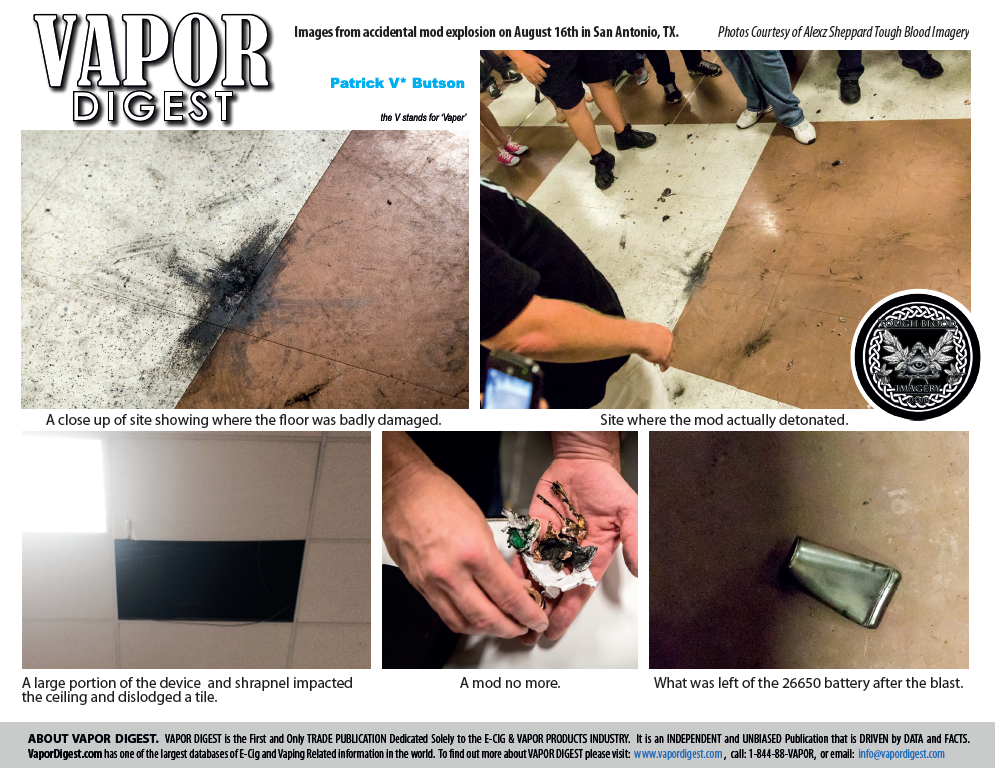 VAPOR
DIGEST
Images from accidental mod explosion on August 16th in San Antonio, TX.
Photos Courtesy of Alexz Sheppard Tough Blood Imagery
Patrick V* Butson
the V stands for 'Vaper'
TOUGH BLOOD
IMAGERY
A close up of site showing where the floor was badly damaged.
Site where the mod actually detonated.
A large portion of the device and shrapnel impacted
the ceiling and dislodged a tile.
A mod no more.
What was left of the 26650 battery after the blast.
ABOUT VAPOR DIGEST. VAPOR DIGEST is the First and Only TRADE PUBLICATION Dedicated Solely to the E-CIG & VAPOR PRODUCTS INDUSTRY. It is an INDEPENDENT and UNBIASED Publication that is DRIVEN by DATA and FACTS.
VaporDigest.com has one of the largest databases of E-Cig and Vaping Related information in the world. To find out more about VAPOR DIGEST please visit: www.vapordigest.com , call: 1-844-88-VAPOR, or email: info@vapordigest.com